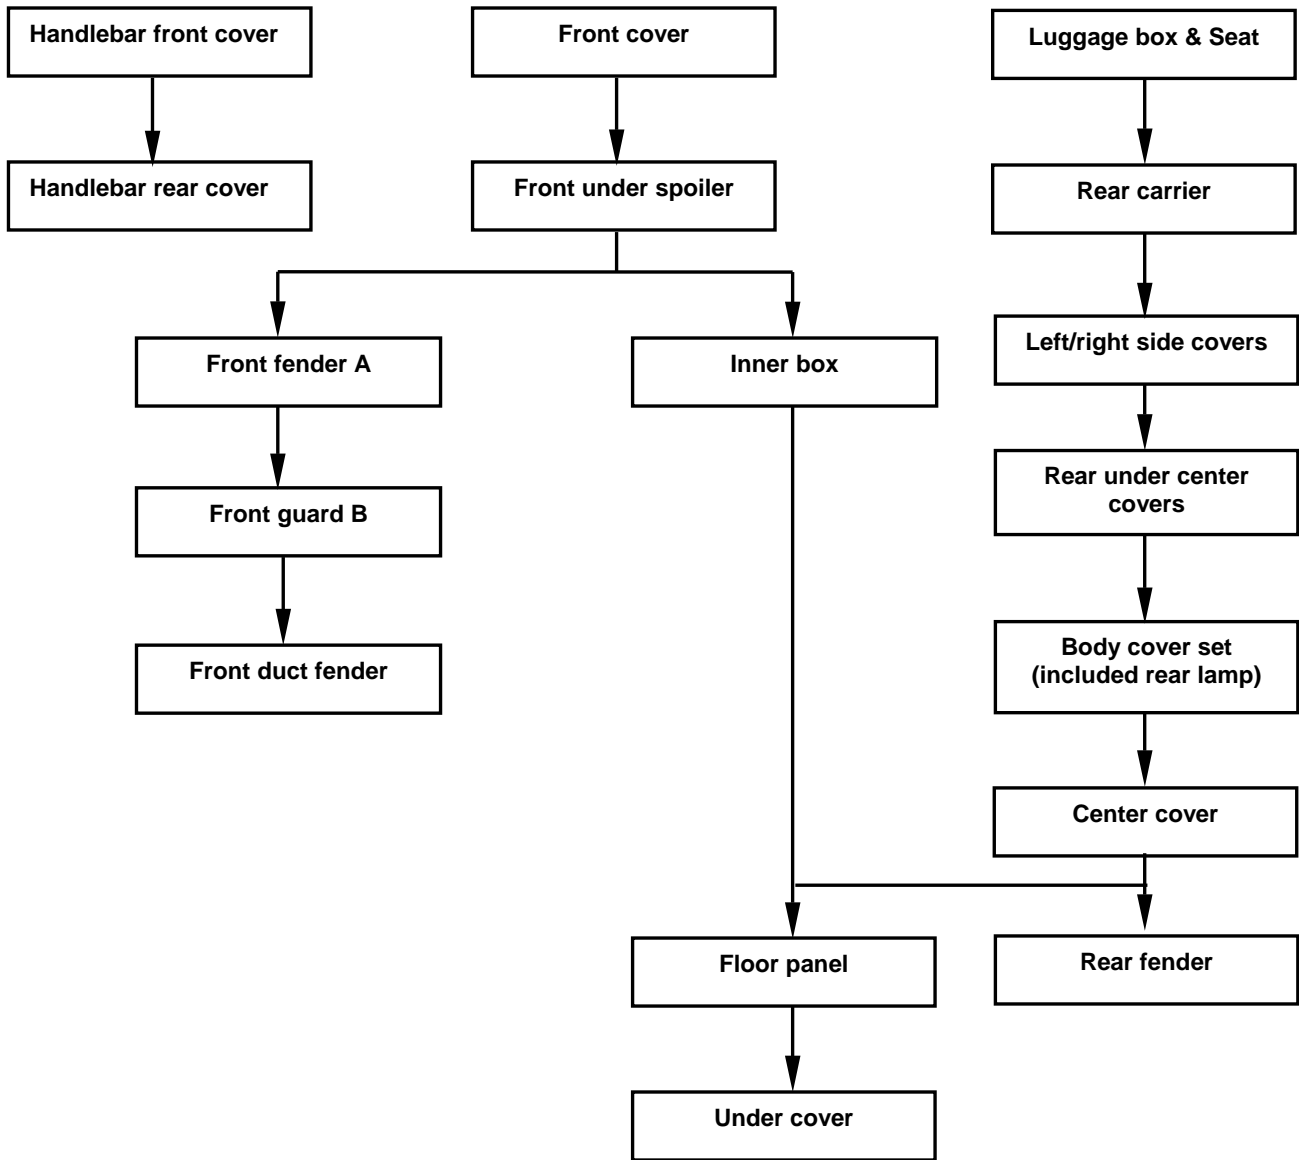 Handlebar front cover
Front cover
Luggage box & Seat
Handlebar rear cover
Front under spoiler
Rear carrier
Front fender A
Inner box
Left/right side covers
Front guard B
Rear under center
covers
Front duct fender
Body cover set
(included rear lamp)
Center cover
Floor panel
Rear fender
Under cover